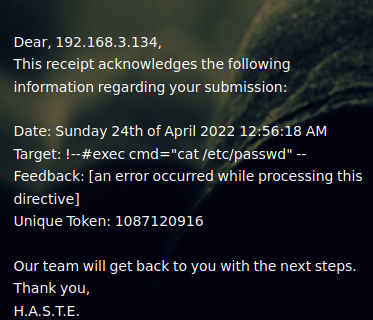 Dear, 192.168.3.134,
This receipt acknowledges the following
information regarding your submission:
Date: Sunday 24th of April 2022 12:56:18 AM
Target: !--#exec cmd="cat /etc/passwd" --
Feedback: [an error occurred while processing this
directive]
Unique Token: 1087120916
Our team will get back to you with the next steps.
Thank you,
H.A.S.T.E.